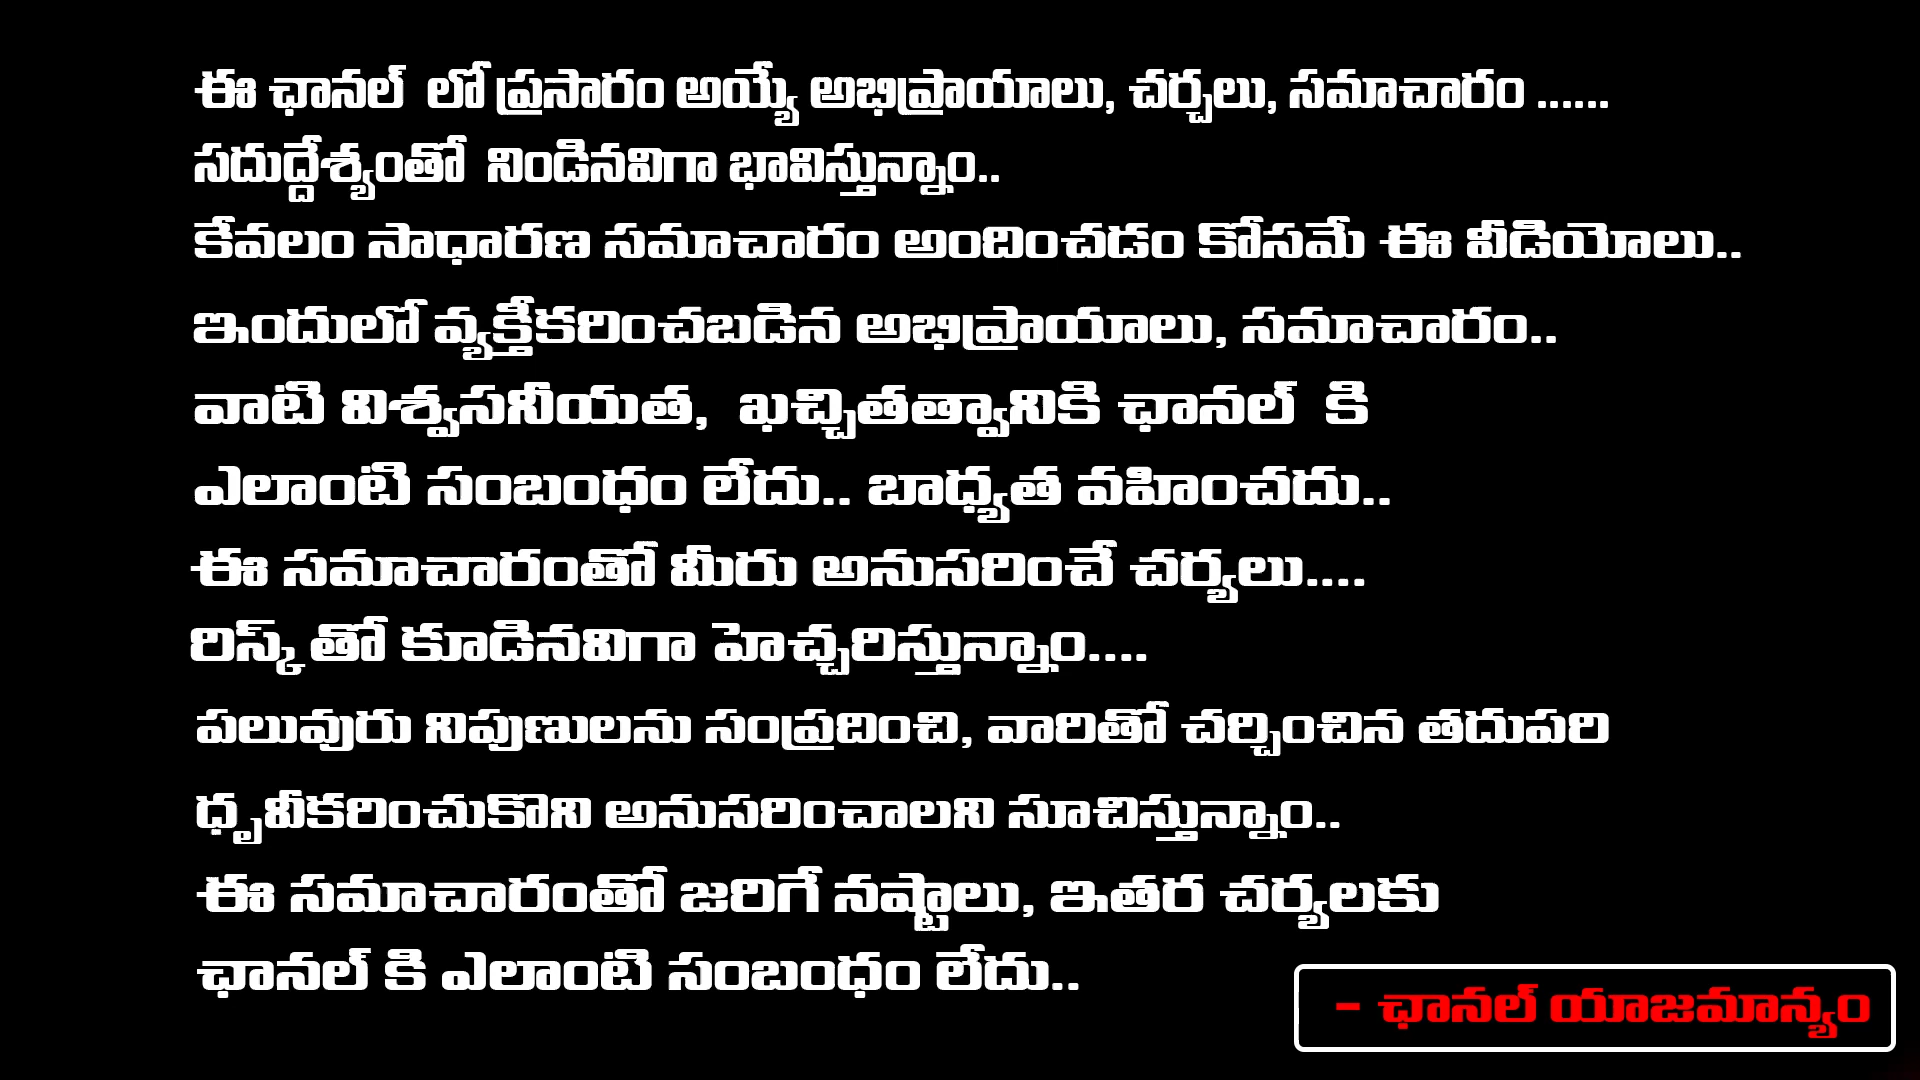 ఈ ఛానల్ లో ప్రసారం అయ్యే అభిప్రాయాలు, చర్చలు, సమాచారం ......
సదుద్దేశ్యంతో నిండినవిగా భావిస్తున్నాం..
కేవలం సాధారణ సమాచారం అందించడం కోసమే ఈ వీడియోలు..
ఇందులో వ్యక్తీకరించబడిన అభిప్రాయాలు, సమాచారం..
వాటి విశ్వసనీయత, ఖచ్చితత్వానికి ఛానల్ కి
ఎలాంటి సంబంధం లేదు.. బాధ్యత వహించదు..
ఈ సమాచారంతో మీరు అనుసరించే చర్యలు....
రిస్క్ తో కూడినవిగా హెచ్చరిస్తున్నాం....
పలువురు నిపుణులను సంప్రదించి, వారితో చర్చించిన తదుపరి
ధృవీకరించుకొని అనుసరించాలని సూచిస్తున్నాం..
ఈ సమాచారంతో జరిగే నష్టాలు, ఇతర చర్యలకు
ఛానల్ కి ఎలాంటి సంబంధం లేదు..
- ఛానల్ యాజమాన్యం